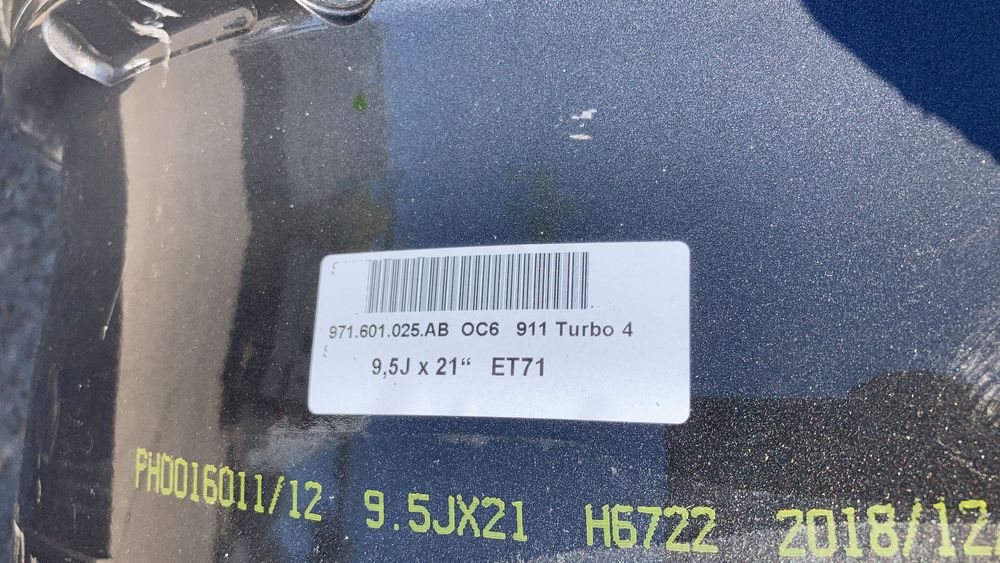 971.601.025.AB OC6 911 Turbo 4
9,5J x 21“ ET71
PH0016011/12 9.5JX21 H6722 2018/12